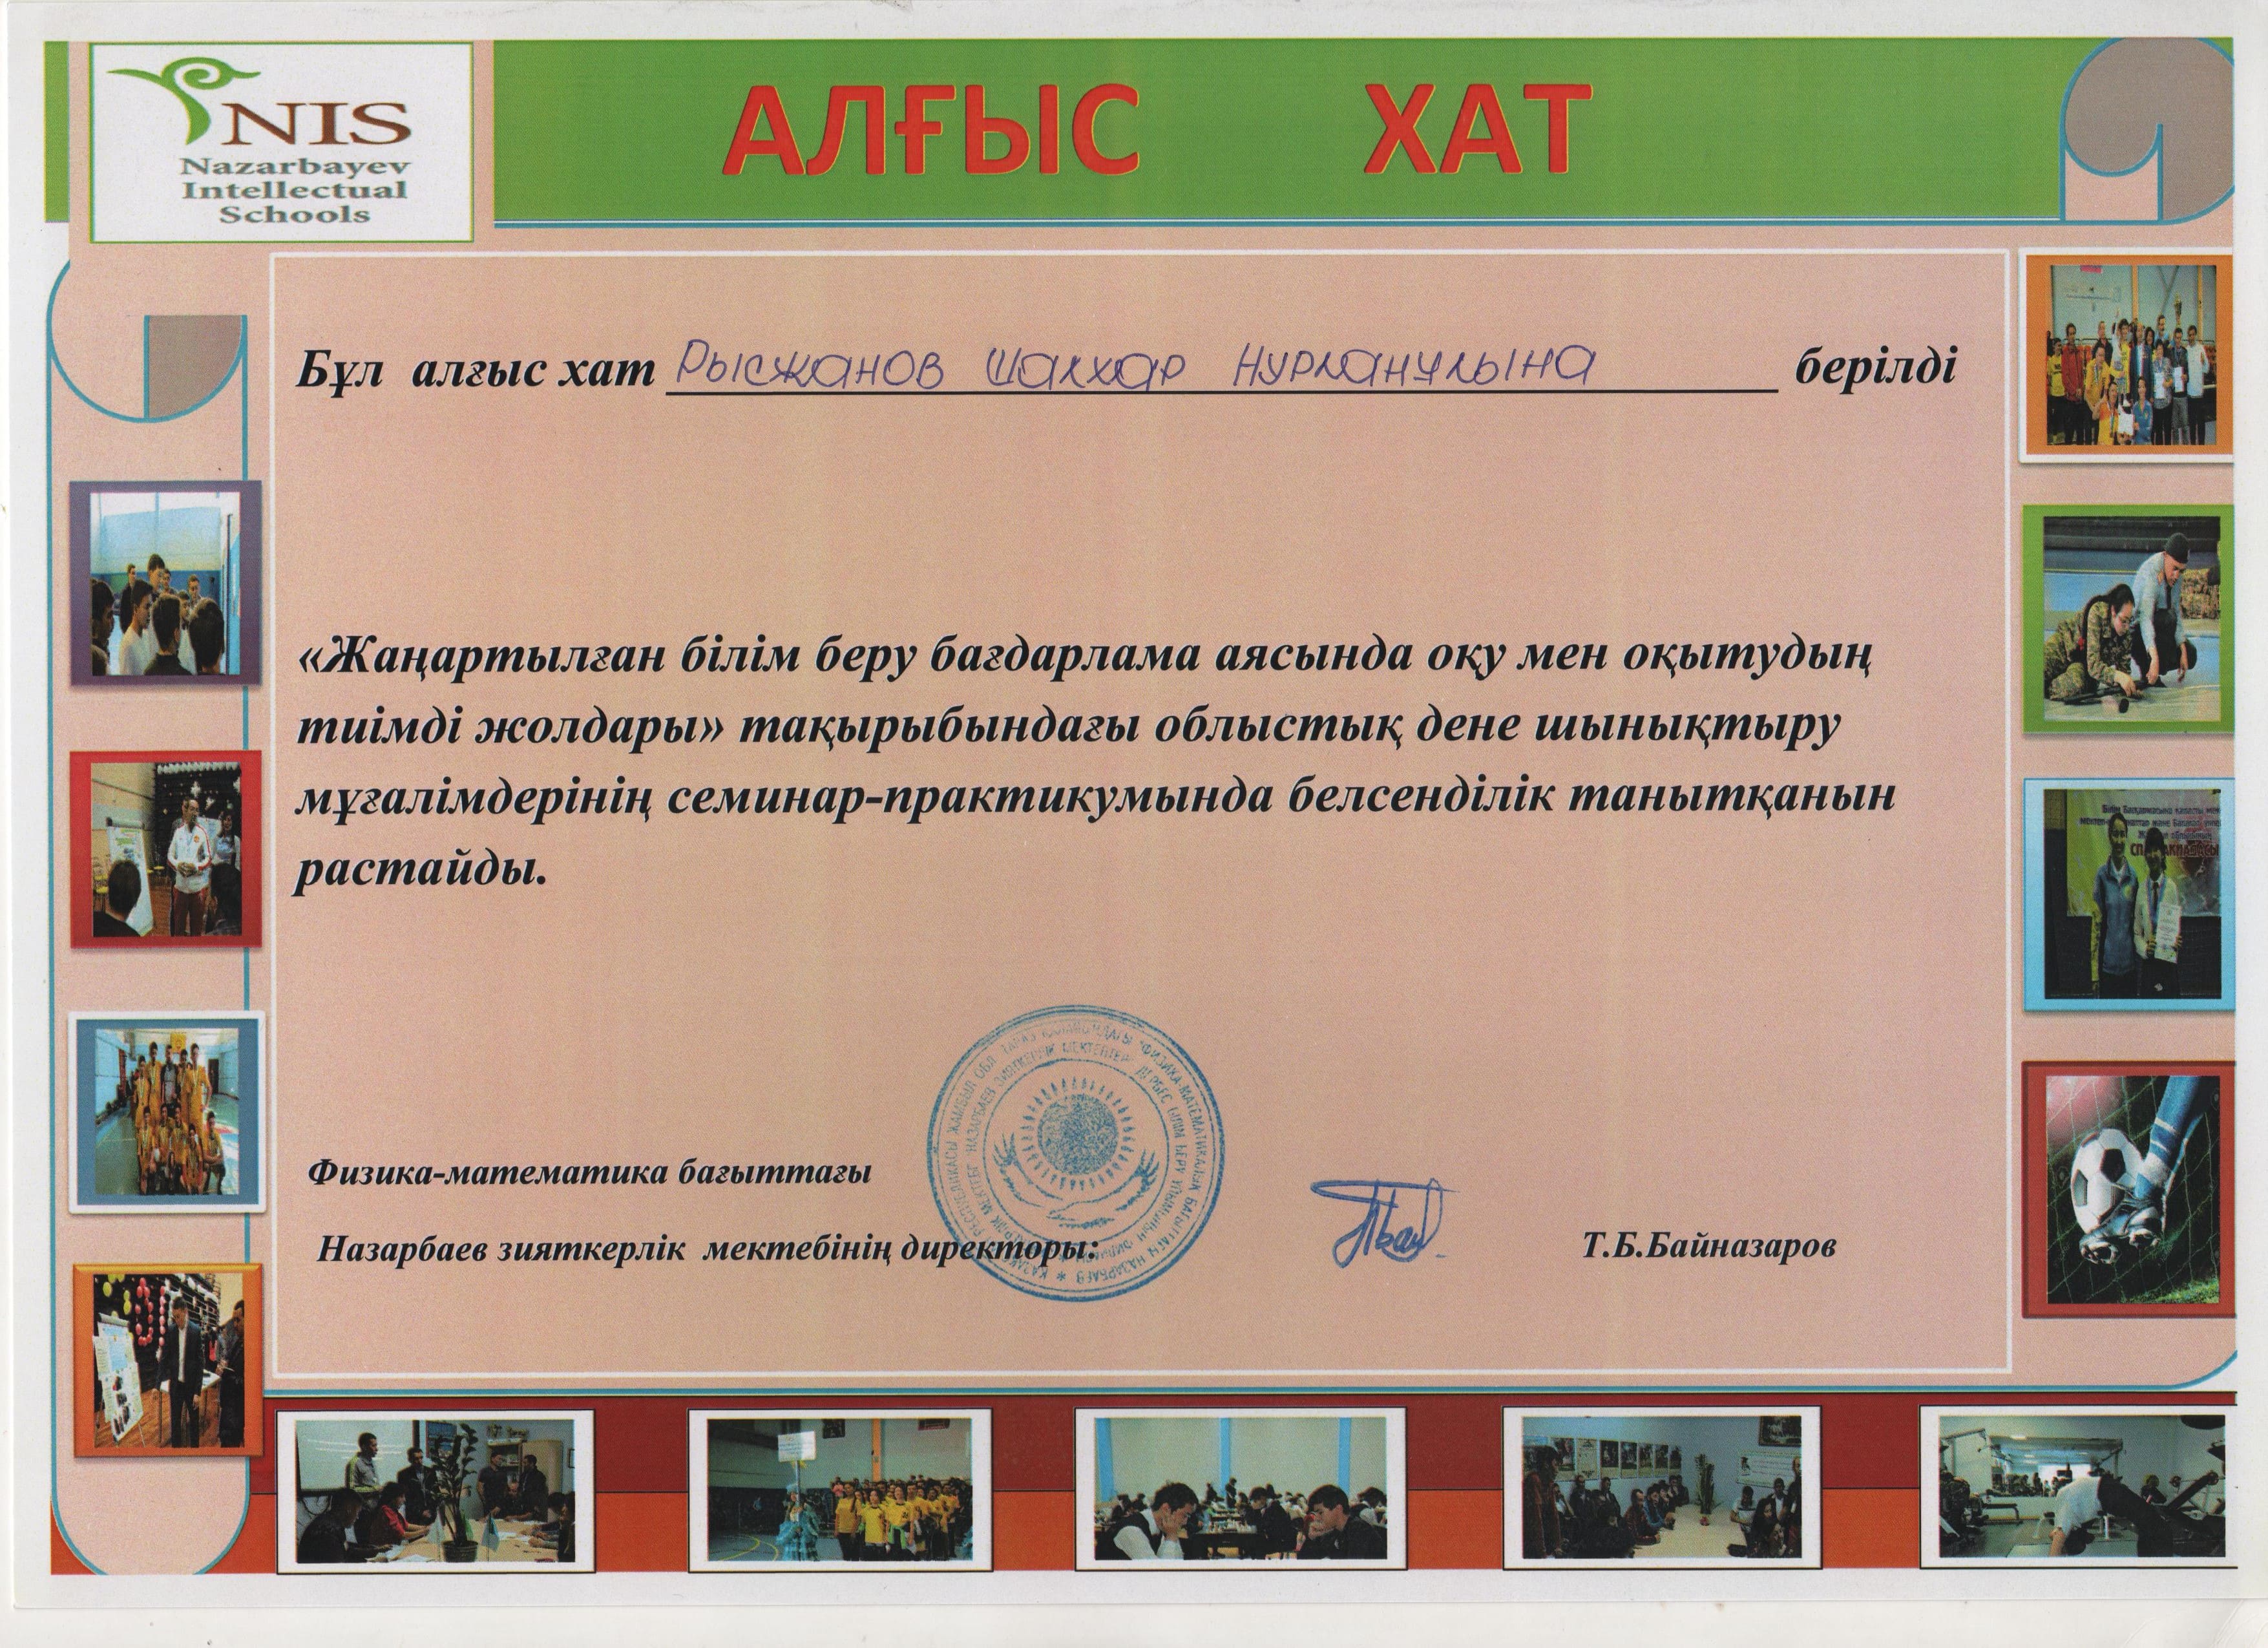 NIS
Nazarbayev
Intellectual
Schools
АЛҒЫС ХАТ
Бұл алғыс хат Рысжанов Шалхар Нурланулына берілді
«Жаңартылған білім беру бағдарлама аясында оқу мен оқытудың
тиімді жолдары» тақырыбындағы облыстық дене шынықтыру
мұғалімдерінің семинар-практикумында белсенділік танытқанын
растайды.
Физика-математика бағыттағы
Назарбаев зияткерлік мектебінің директоры:
Т.Б.Байназаров